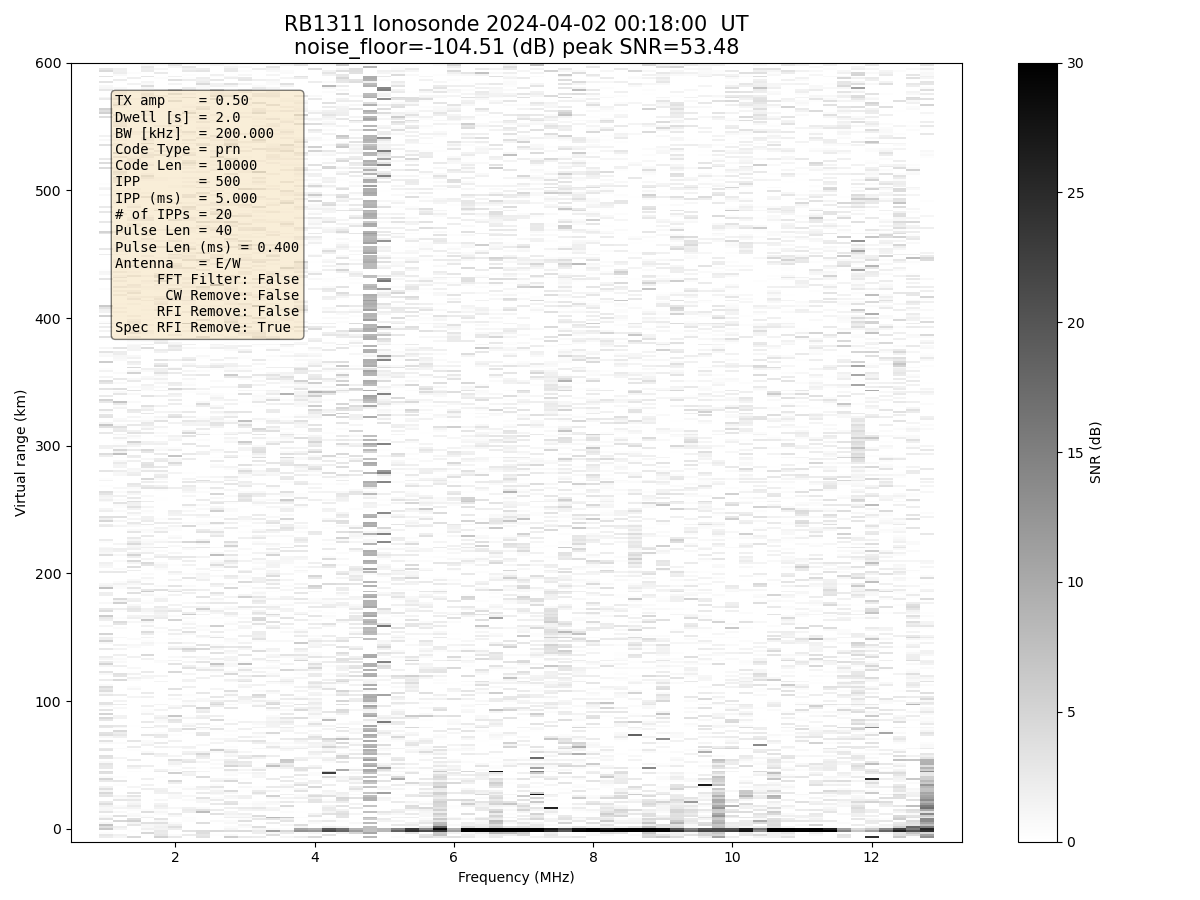 RB1311 Ionosonde 2024-04-02 00:18:00  UT
noise_floor=-104.51 (dB) peak SNR=53.48
TX amp    = 0.50
Dwell [s] = 2.0
BW [kHz]  = 200.000
Code Type = prn
Code Len  = 10000
IPP       = 500
IPP (ms)  = 5.000
# of IPPs = 20
Pulse Len = 40
Pulse Len (ms) = 0.400
Antenna   = E/W
FFT Filter: False
CW Remove: False
RFI Remove: False
Spec RFI Remove: True
600
500
400
300
200
100
0
Virtual range (km)
2
4
6
8
10
12
Frequency (MHz)
30
25
20
15
10
5
0
SNR (dB)